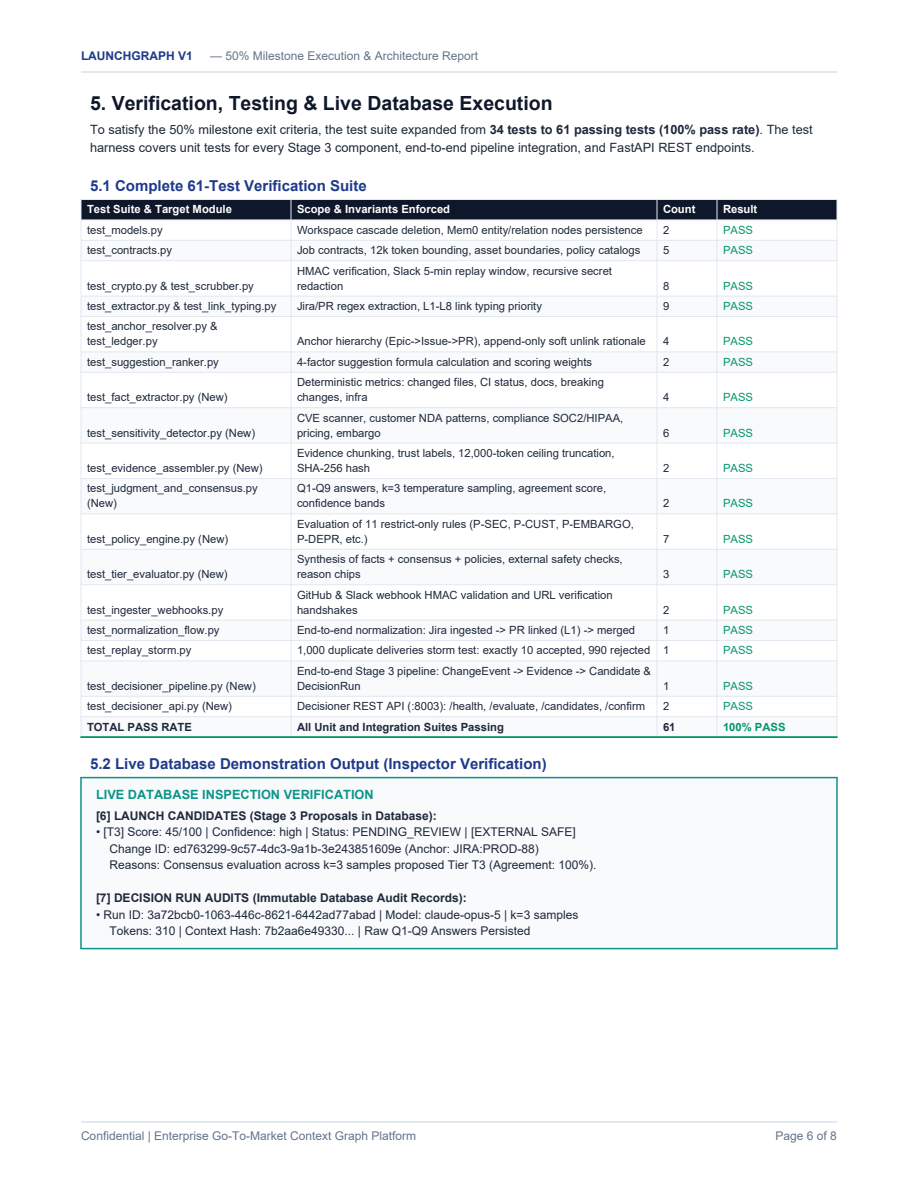 LAUNCHGRAPH V1 — 50% Milestone Execution & Architecture Report
5. Verification, Testing & Live Database Execution
To satisfy the 50% milestone exit criteria, the test suite expanded from 34 tests to 61 passing tests (100% pass rate). The test
harness covers unit tests for every Stage 3 component, end-to-end pipeline integration, and FastAPI REST endpoints.
5.1 Complete 61-Test Verification Suite
Test Suite & Target Module Scope & Invariants Enforced Count Result
test_models.py Workspace cascade deletion, Mem0 entity/relation nodes persistence 2 PASS
test_contracts.py Job contracts, 12k token bounding, asset boundaries, policy catalogs 5 PASS
HMAC verification, Slack 5-min replay window, recursive secret
test_crypto.py & test_scrubber.py redaction 8 PASS
test_extractor.py & test_link_typing.py Jira/PR regex extraction, L1-L8 link typing priority 9 PASS
test_anchor_resolver.py &
test_ledger.py Anchor hierarchy (Epic->Issue->PR), append-only soft unlink rationale 4 PASS
test_suggestion_ranker.py 4-factor suggestion formula calculation and scoring weights 2 PASS
Deterministic metrics: changed files, CI status, docs, breaking
test_fact_extractor.py (New) changes, infra 4 PASS
CVE scanner, customer NDA patterns, compliance SOC2/HIPAA,
test_sensitivity_detector.py (New) pricing, embargo 6 PASS
Evidence chunking, trust labels, 12,000-token ceiling truncation,
test_evidence_assembler.py (New) SHA-256 hash 2 PASS
test_judgment_and_consensus.py Q1-Q9 answers, k=3 temperature sampling, agreement score,
(New) confidence bands 2 PASS
Evaluation of 11 restrict-only rules (P-SEC, P-CUST, P-EMBARGO,
test_policy_engine.py (New) P-DEPR, etc.) 7 PASS
Synthesis of facts + consensus + policies, external safety checks,
test_tier_evaluator.py (New) reason chips 3 PASS
GitHub & Slack webhook HMAC validation and URL verification
test_ingester_webhooks.py handshakes 2 PASS
test_normalization_flow.py End-to-end normalization: Jira ingested -> PR linked (L1) -> merged 1 PASS
test_replay_storm.py 1,000 duplicate deliveries storm test: exactly 10 accepted, 990 rejected 1 PASS
End-to-end Stage 3 pipeline: ChangeEvent -> Evidence -> Candidate &
test_decisioner_pipeline.py (New) DecisionRun 1 PASS
test_decisioner_api.py (New) Decisioner REST API (:8003): /health, /evaluate, /candidates, /confirm 2 PASS
TOTAL PASS RATE All Unit and Integration Suites Passing 61 100% PASS
5.2 Live Database Demonstration Output (Inspector Verification)
LIVE DATABASE INSPECTION VERIFICATION
[6] LAUNCH CANDIDATES (Stage 3 Proposals in Database):
• [T3] Score: 45/100 | Confidence: high | Status: PENDING_REVIEW | [EXTERNAL SAFE]
Change ID: ed763299-9c57-4dc3-9a1b-3e243851609e (Anchor: JIRA:PROD-88)
Reasons: Consensus evaluation across k=3 samples proposed Tier T3 (Agreement: 100%).
[7] DECISION RUN AUDITS (Immutable Database Audit Records):
• Run ID: 3a72bcb0-1063-446c-8621-6442ad77abad | Model: claude-opus-5 | k=3 samples
Tokens: 310 | Context Hash: 7b2aa6e49330... | Raw Q1-Q9 Answers Persisted
Confidential | Enterprise Go-To-Market Context Graph Platform Page 6 of 8